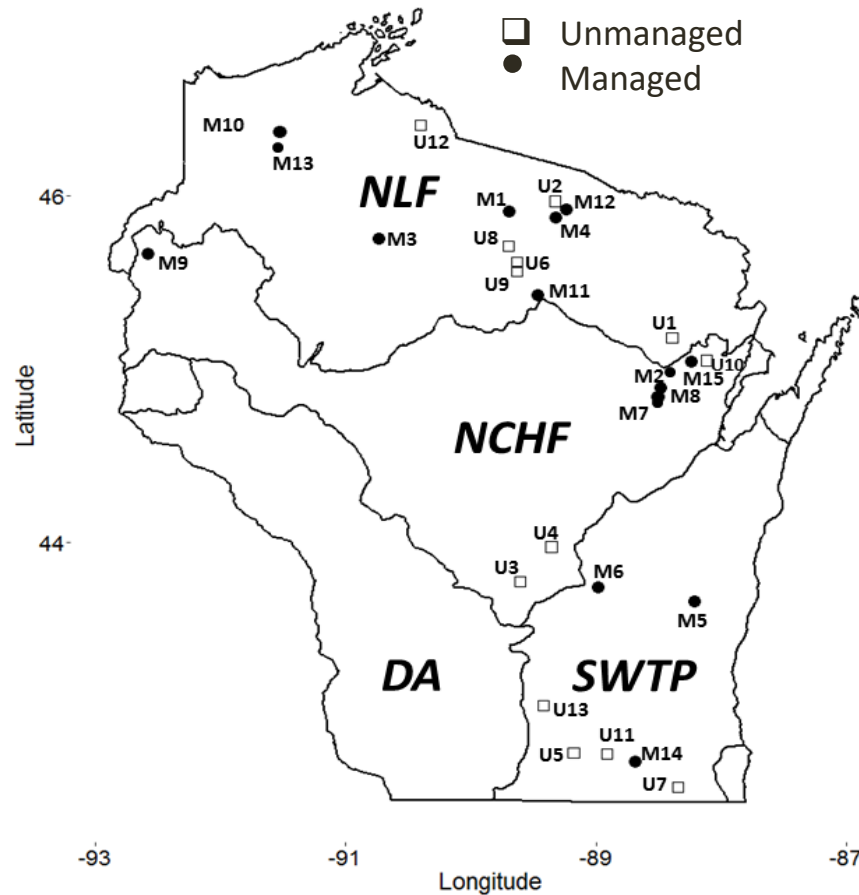 Unmanaged
Managed
M10
U12
M13
NLF
U2
M12
46
M1
M4
U8
M3
U6
M9
U9
M11
U1
U10
M2
M15
M8
M7
Latitude
NCHF
U4
44
U3
M6
M5
DA
SWTP
U13
U11
U5
M14
U7
-93
-91
-89
-87
Longitude